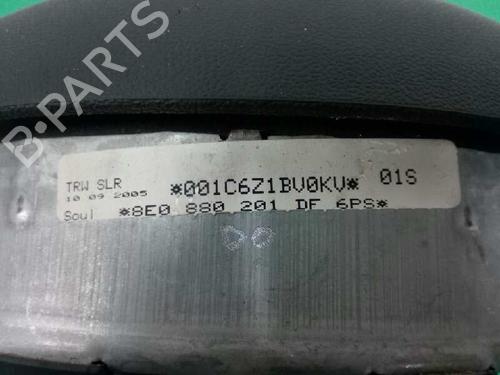 B-PARTS
TRW SLR *001C6Z1BV0KV* 01S
10 09 2005
Soul *8E0 880 201 DF 6PS*